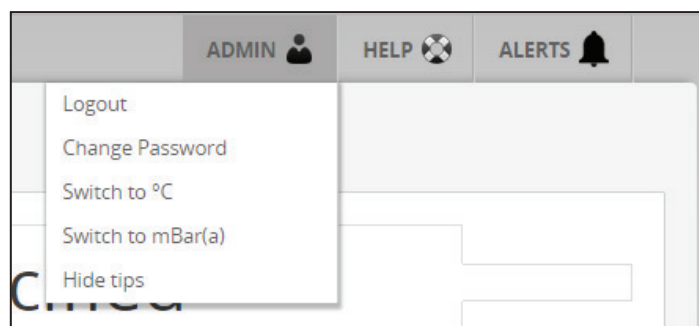 ADMIN HELP ALERTS
Logout
Change Password
Switch to °C
Switch to mBar(a)
Hide tips